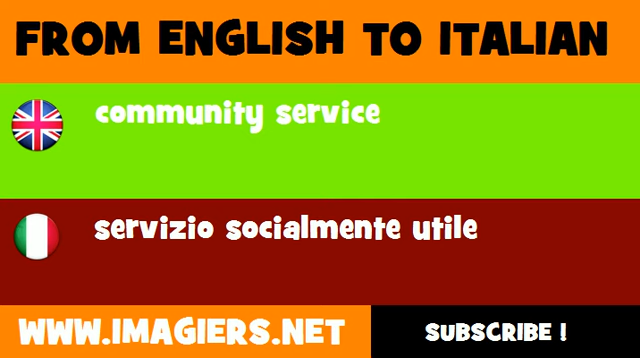 FROM ENGLISH TO ITALIAN
community service
servizio socialmente utile
WWW.IMAGIERS.NET
SUBSCRIBE !